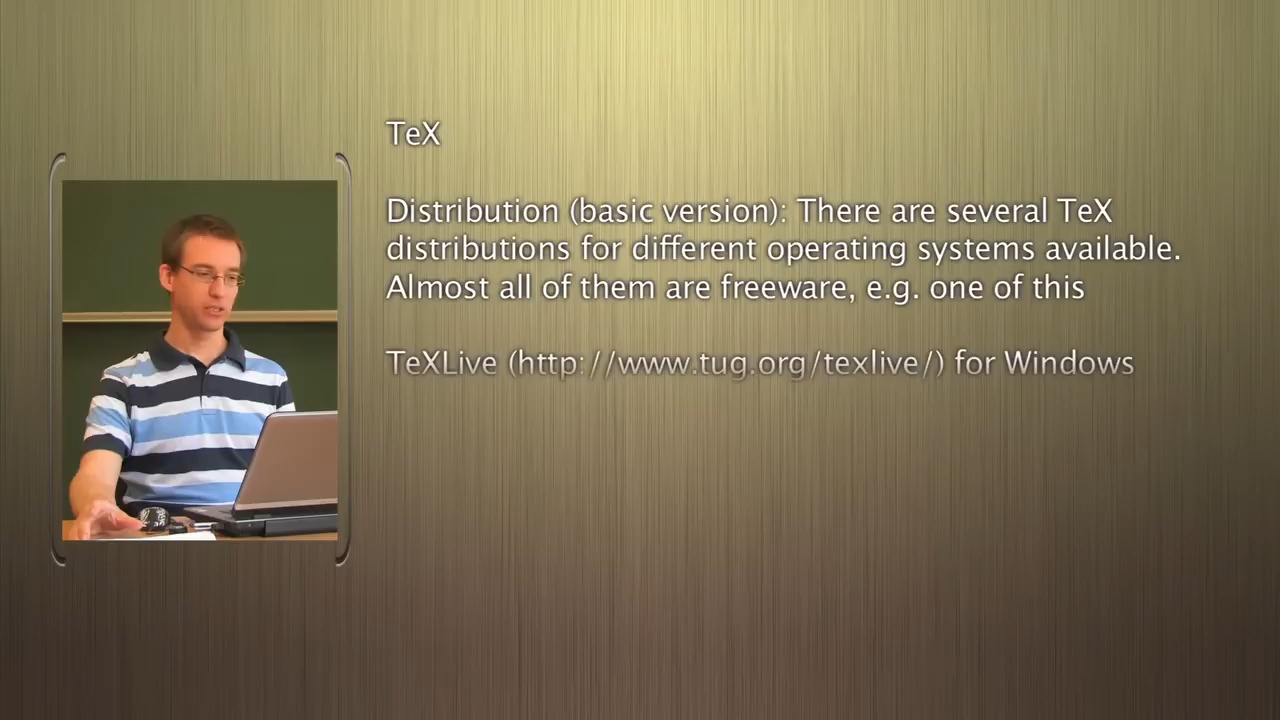 TeX
Distribution (basic version): There are several TeX
distributions for different operating systems available.
Almost all of them are freeware, e.g. one of this
TeXLive (http://www.tug.org/texlive/) for Windows